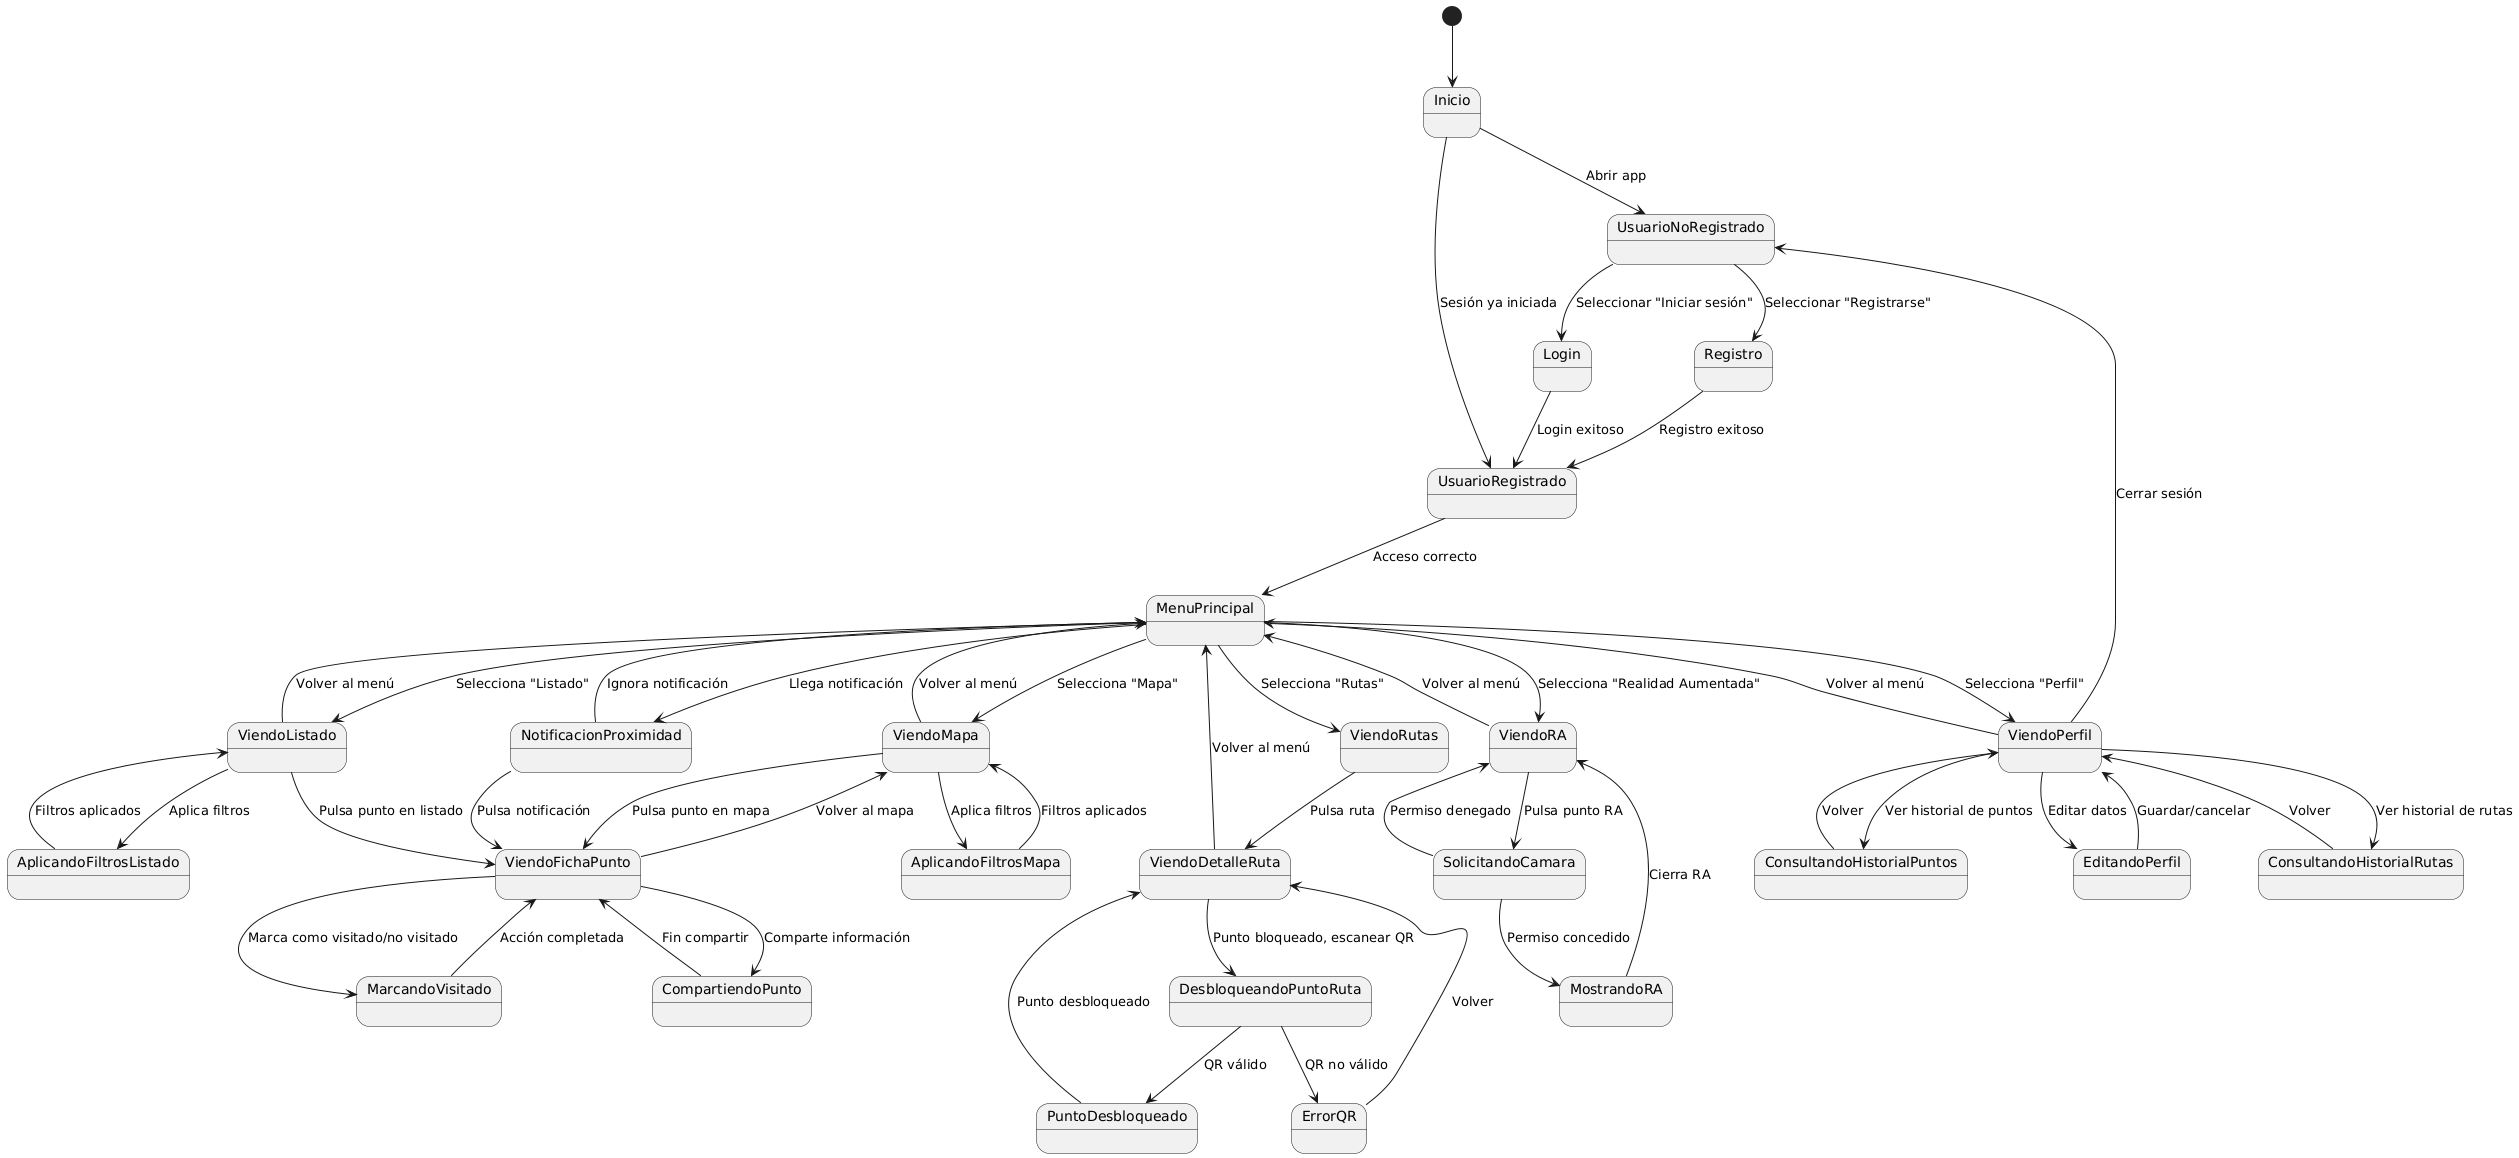 Inicio
Abrir app
UsuarioNoRegistrado
Sesión ya iniciada
Seleccionar "Iniciar sesión"
Seleccionar "Registrarse"
Login
Registro
Login exitoso
Registro exitoso
UsuarioRegistrado
Cerrar sesión
Acceso correcto
MenuPrincipal
Volver al menú
Selecciona "Listado"
Ignora notificación
Llega notificación
Volver al menú
Selecciona "Mapa"
Volver al menú
Selecciona "Rutas"
Volver al menú
Selecciona "Realidad Aumentada"
Volver al menú
Selecciona "Perfil"
ViendoListado
NotificacionProximidad
ViendoMapa
ViendoRutas
ViendoRA
ViendoPerfil
Filtros aplicados
Aplica filtros
Pulsa punto en listado
Pulsa notificación
Pulsa punto en mapa
Volver al mapa
Aplica filtros
Filtros aplicados
Pulsa ruta
Permiso denegado
Pulsa punto RA
Volver
Ver historial de puntos
Editar datos
Guardar/cancelar
Volver
Ver historial de rutas
AplicandoFiltrosListado
ViendoFichaPunto
AplicandoFiltrosMapa
ViendoDetalleRuta
SolicitandoCamara
Cierra RA
ConsultandoHistorialPuntos
EditandoPerfil
ConsultandoHistorialRutas
Marca como visitado/no visitado
Acción completada
Fin compartir
Comparte información
Punto bloqueado, escanear QR
Permiso concedido
MarcandoVisitado
CompartiendoPunto
Punto desbloqueado
DesbloqueandoPuntoRuta
Volver
MostrandoRA
QR válido
QR no válido
PuntoDesbloqueado
ErrorQR